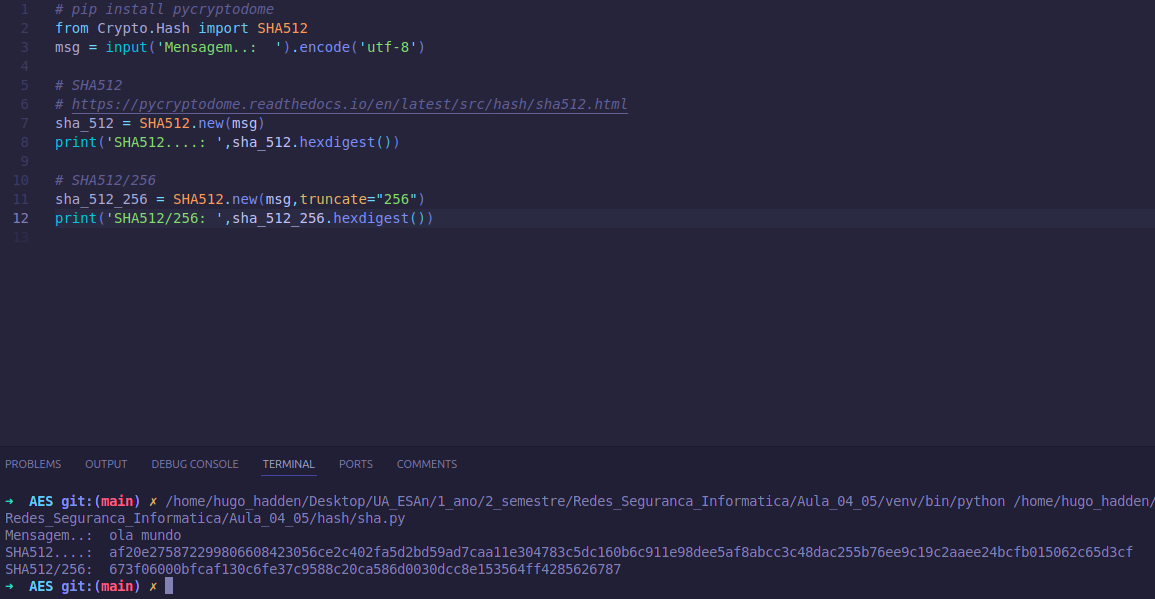 1 # pip install pycryptodome
2 from Crypto.Hash import SHA512
3 msg = input('Mensagem..:  ').encode('utf-8')
4
5 # SHA512
6 # https://pycryptodome.readthedocs.io/en/latest/src/hash/sha512.html
7 sha_512 = SHA512.new(msg)
8 print('SHA512....: ',sha_512.hexdigest())
9
10 # SHA512/256
11 sha_512_256 = SHA512.new(msg,truncate="256")
12 print('SHA512/256: ',sha_512_256.hexdigest())
13
PROBLEMS OUTPUT DEBUG CONSOLE TERMINAL PORTS COMMENTS
➜  AES git:(main) ✗ /home/hugo_hadden/Desktop/UA_ESAn/1_ano/2_semestre/Redes_Seguranca_Informatica/Aula_04_05/venv/bin/python /home/hugo_hadden/
Redes_Seguranca_Informatica/Aula_04_05/hash/sha.py
Mensagem..:  ola mundo
SHA512....:  af20e275872299806608423056ce2c402fa5d2bd59ad7caa11e304783c5dc160b6c911e98dee5af8abcc3c48dac255b76ee9c19c2aaee24bcfb015062c65d3cf
SHA512/256:  673f06000bfcaf130c6fe37c9588c20ca586d0030dcc8e153564ff4285626787
➜  AES git:(main) ✗